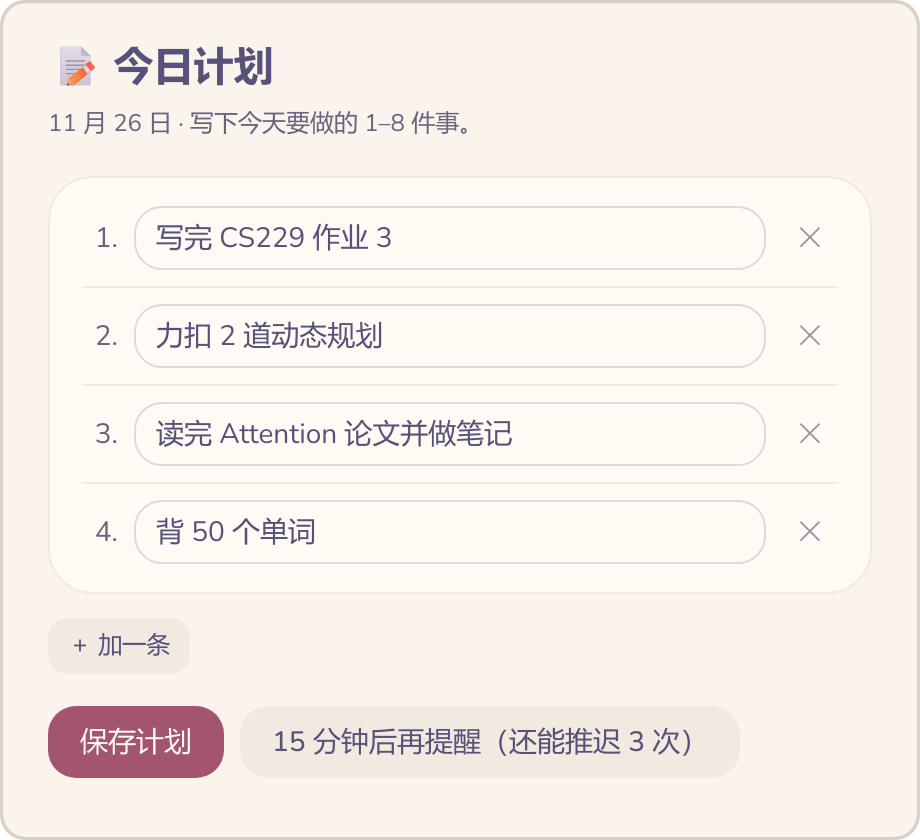 📝 今日计划
11 月 26 日 · 写下今天要做的 1–8 件事。
1. 写完 CS229 作业 3
2. 力扣 2 道动态规划
3. 读完 Attention 论文并做笔记
4. 背 50 个单词
+ 加一条
保存计划 15 分钟后再提醒（还能推迟 3 次）